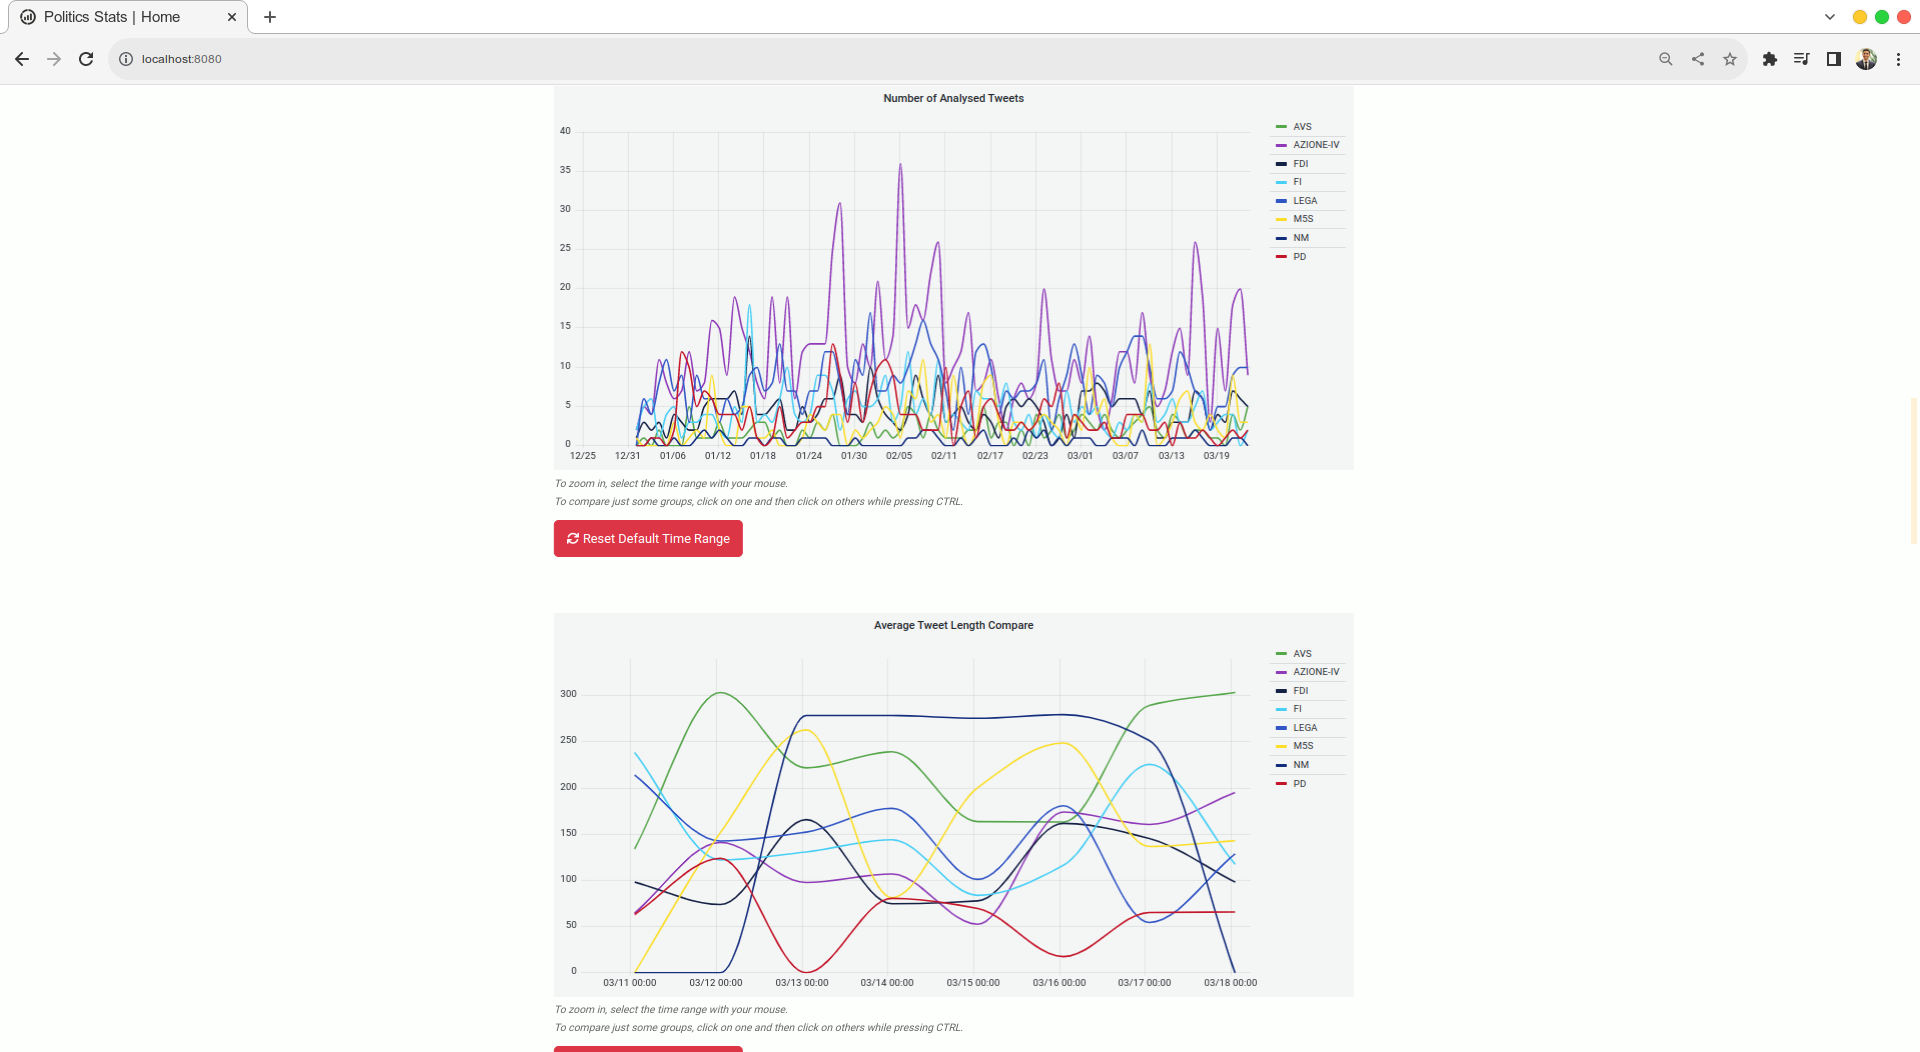 Politics Stats | Home
localhost:8080
Number of Analysed Tweets
40
35
30
25
20
15
10
5
0
12/25 12/31 01/06 01/12 01/18 01/24 01/30 02/05 02/11 02/17 02/23 03/01 03/07 03/13 03/19
AVS
AZIONE-IV
FDI
FI
LEGA
M5S
NM
PD
To zoom in, select the time range with your mouse.
To compare just some groups, click on one and then click on others while pressing CTRL.
Reset Default Time Range
Average Tweet Length Compare
300
250
200
150
100
50
0
03/11 00:00 03/12 00:00 03/13 00:00 03/14 00:00 03/15 00:00 03/16 00:00 03/17 00:00 03/18 00:00
AVS
AZIONE-IV
FDI
FI
LEGA
M5S
NM
PD
To zoom in, select the time range with your mouse.
To compare just some groups, click on one and then click on others while pressing CTRL.